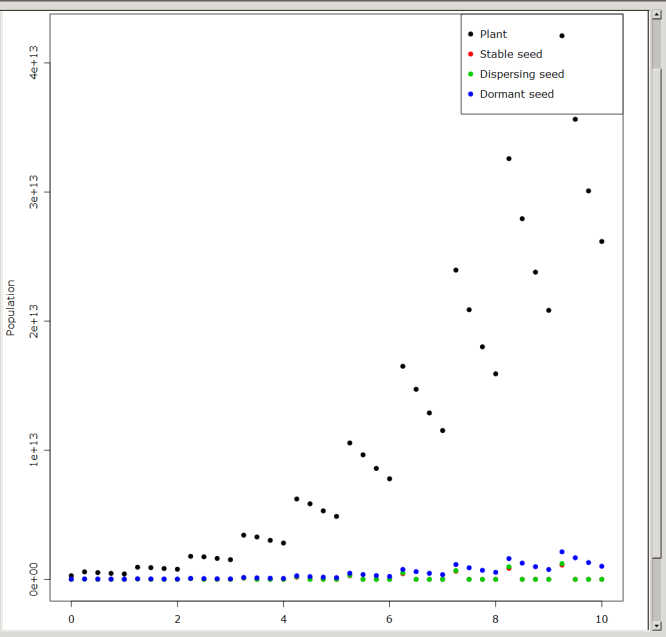 Plant
Stable seed
Dispersing seed
Dormant seed
4e+13
3e+13
2e+13
1e+13
0e+00
Population
0 2 4 6 8 10